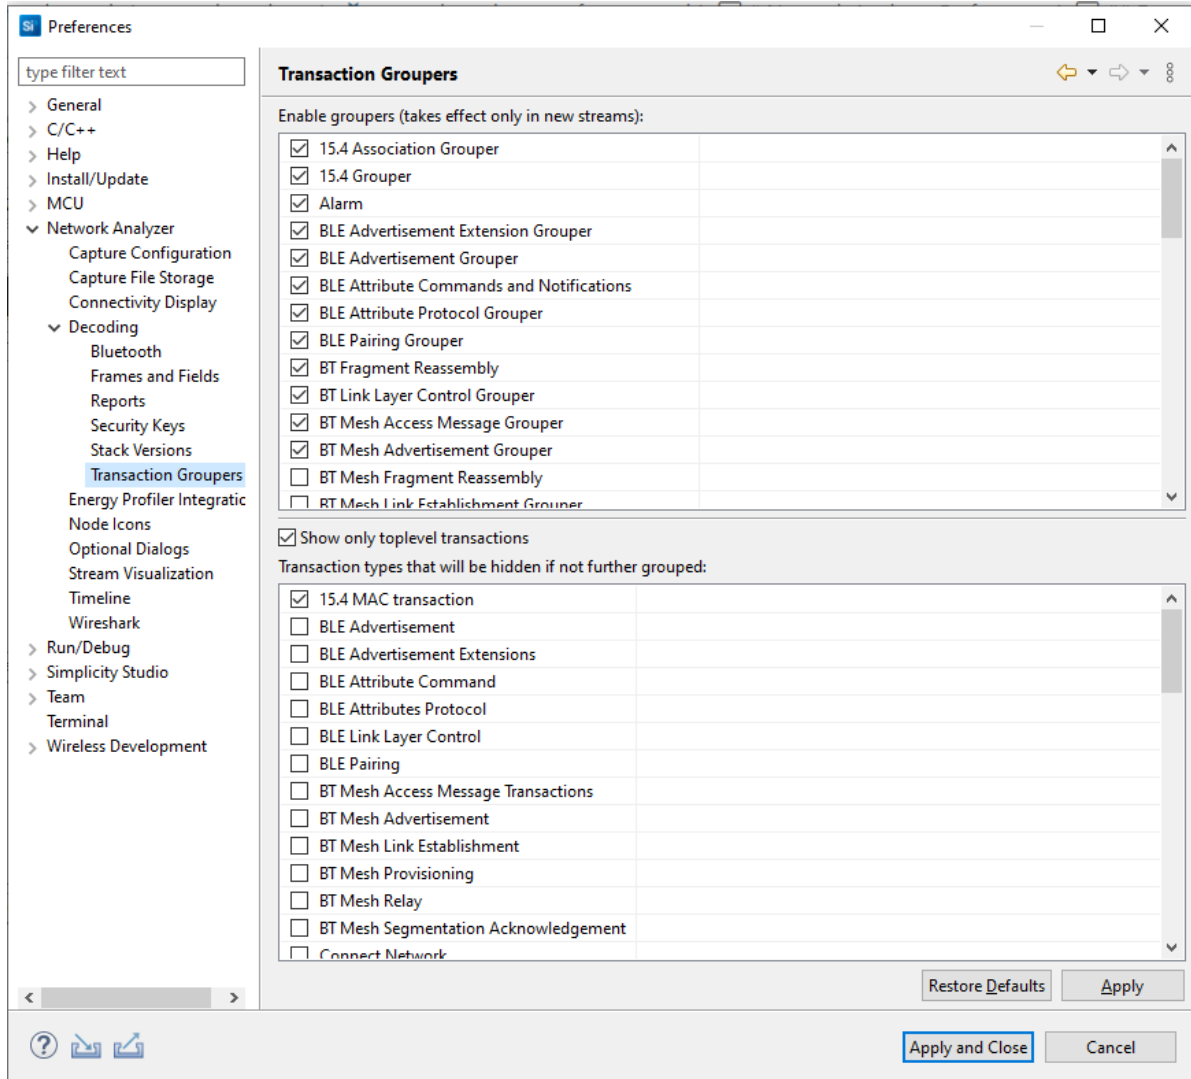 Si Preferences
type filter text
General
C/C++
Help
Install/Update
MCU
Network Analyzer
Capture Configuration
Capture File Storage
Connectivity Display
Decoding
Bluetooth
Frames and Fields
Reports
Security Keys
Stack Versions
Transaction Groupers
Energy Profiler Integratic
Node Icons
Optional Dialogs
Stream Visualization
Timeline
Wireshark
Run/Debug
Simplicity Studio
Team
Terminal
Wireless Development
Transaction Groupers
Enable groupers (takes effect only in new streams):
15.4 Association Grouper
15.4 Grouper
Alarm
BLE Advertisement Extension Grouper
BLE Advertisement Grouper
BLE Attribute Commands and Notifications
BLE Attribute Protocol Grouper
BLE Pairing Grouper
BT Fragment Reassembly
BT Link Layer Control Grouper
BT Mesh Access Message Grouper
BT Mesh Advertisement Grouper
BT Mesh Fragment Reassembly
BT Mesh Link Establishment Grouper
Show only toplevel transactions
Transaction types that will be hidden if not further grouped:
15.4 MAC transaction
BLE Advertisement
BLE Advertisement Extensions
BLE Attribute Command
BLE Attributes Protocol
BLE Link Layer Control
BLE Pairing
BT Mesh Access Message Transactions
BT Mesh Advertisement
BT Mesh Link Establishment
BT Mesh Provisioning
BT Mesh Relay
BT Mesh Segmentation Acknowledgement
Connect Network
Restore Defaults Apply
? Apply and Close Cancel